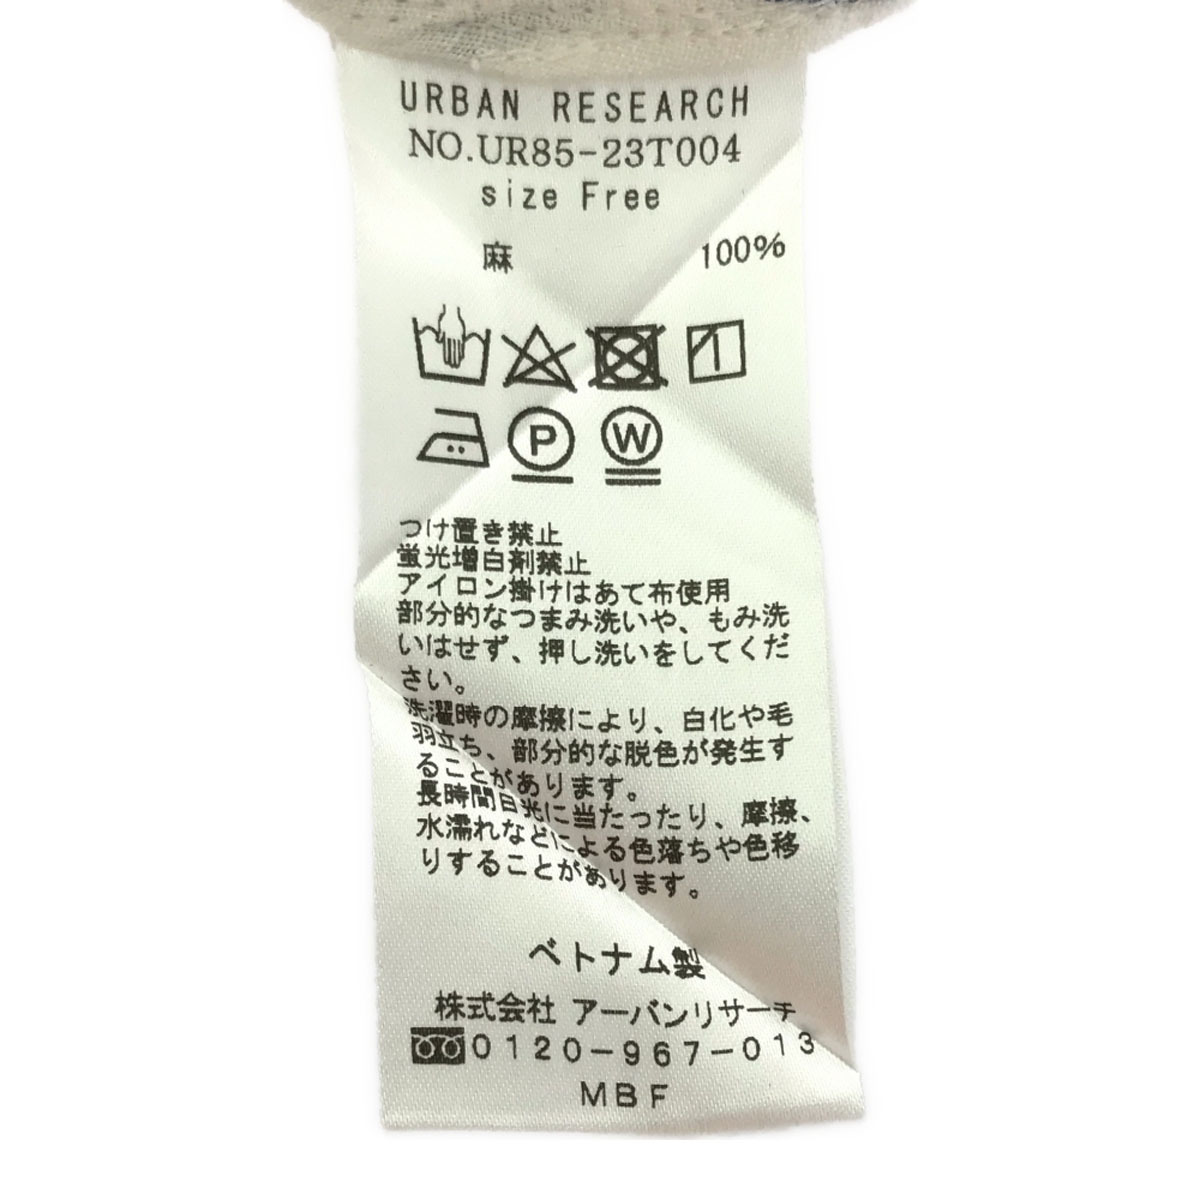 URBAN RESEARCH
NO.UR85-23T004
size Free
麻 100%
P W
つけ置き禁止
蛍光増白剤禁止
アイロン掛けはあて布使用
部分的なつまみ洗いや、もみ洗
いはせず、押し洗いをしてくだ
さい。
洗濯時の摩擦により、白化や毛
羽立ち、部分的な脱色が発生す
ることがあります。
長時間日光に当たったり、摩擦、
水濡れなどによる色落ちや色移
りすることがあります。
ベトナム製
株式会社 アーバンリサーチ
0120-967-013
MBF